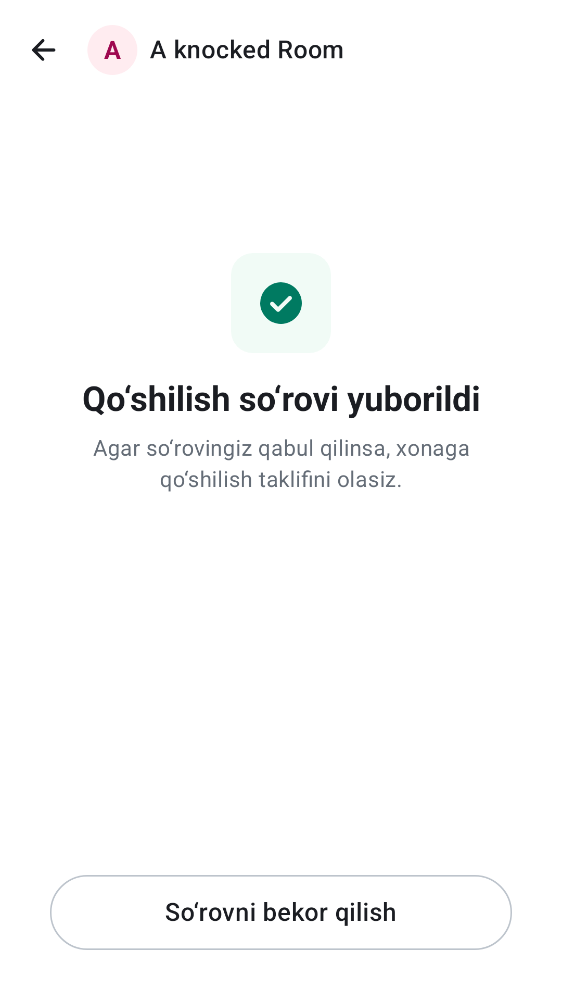 A
A knocked Room
Qo‘shilish so‘rovi yuborildi
Agar so‘rovingiz qabul qilinsa, xonaga
qo‘shilish taklifini olasiz.
So‘rovni bekor qilish